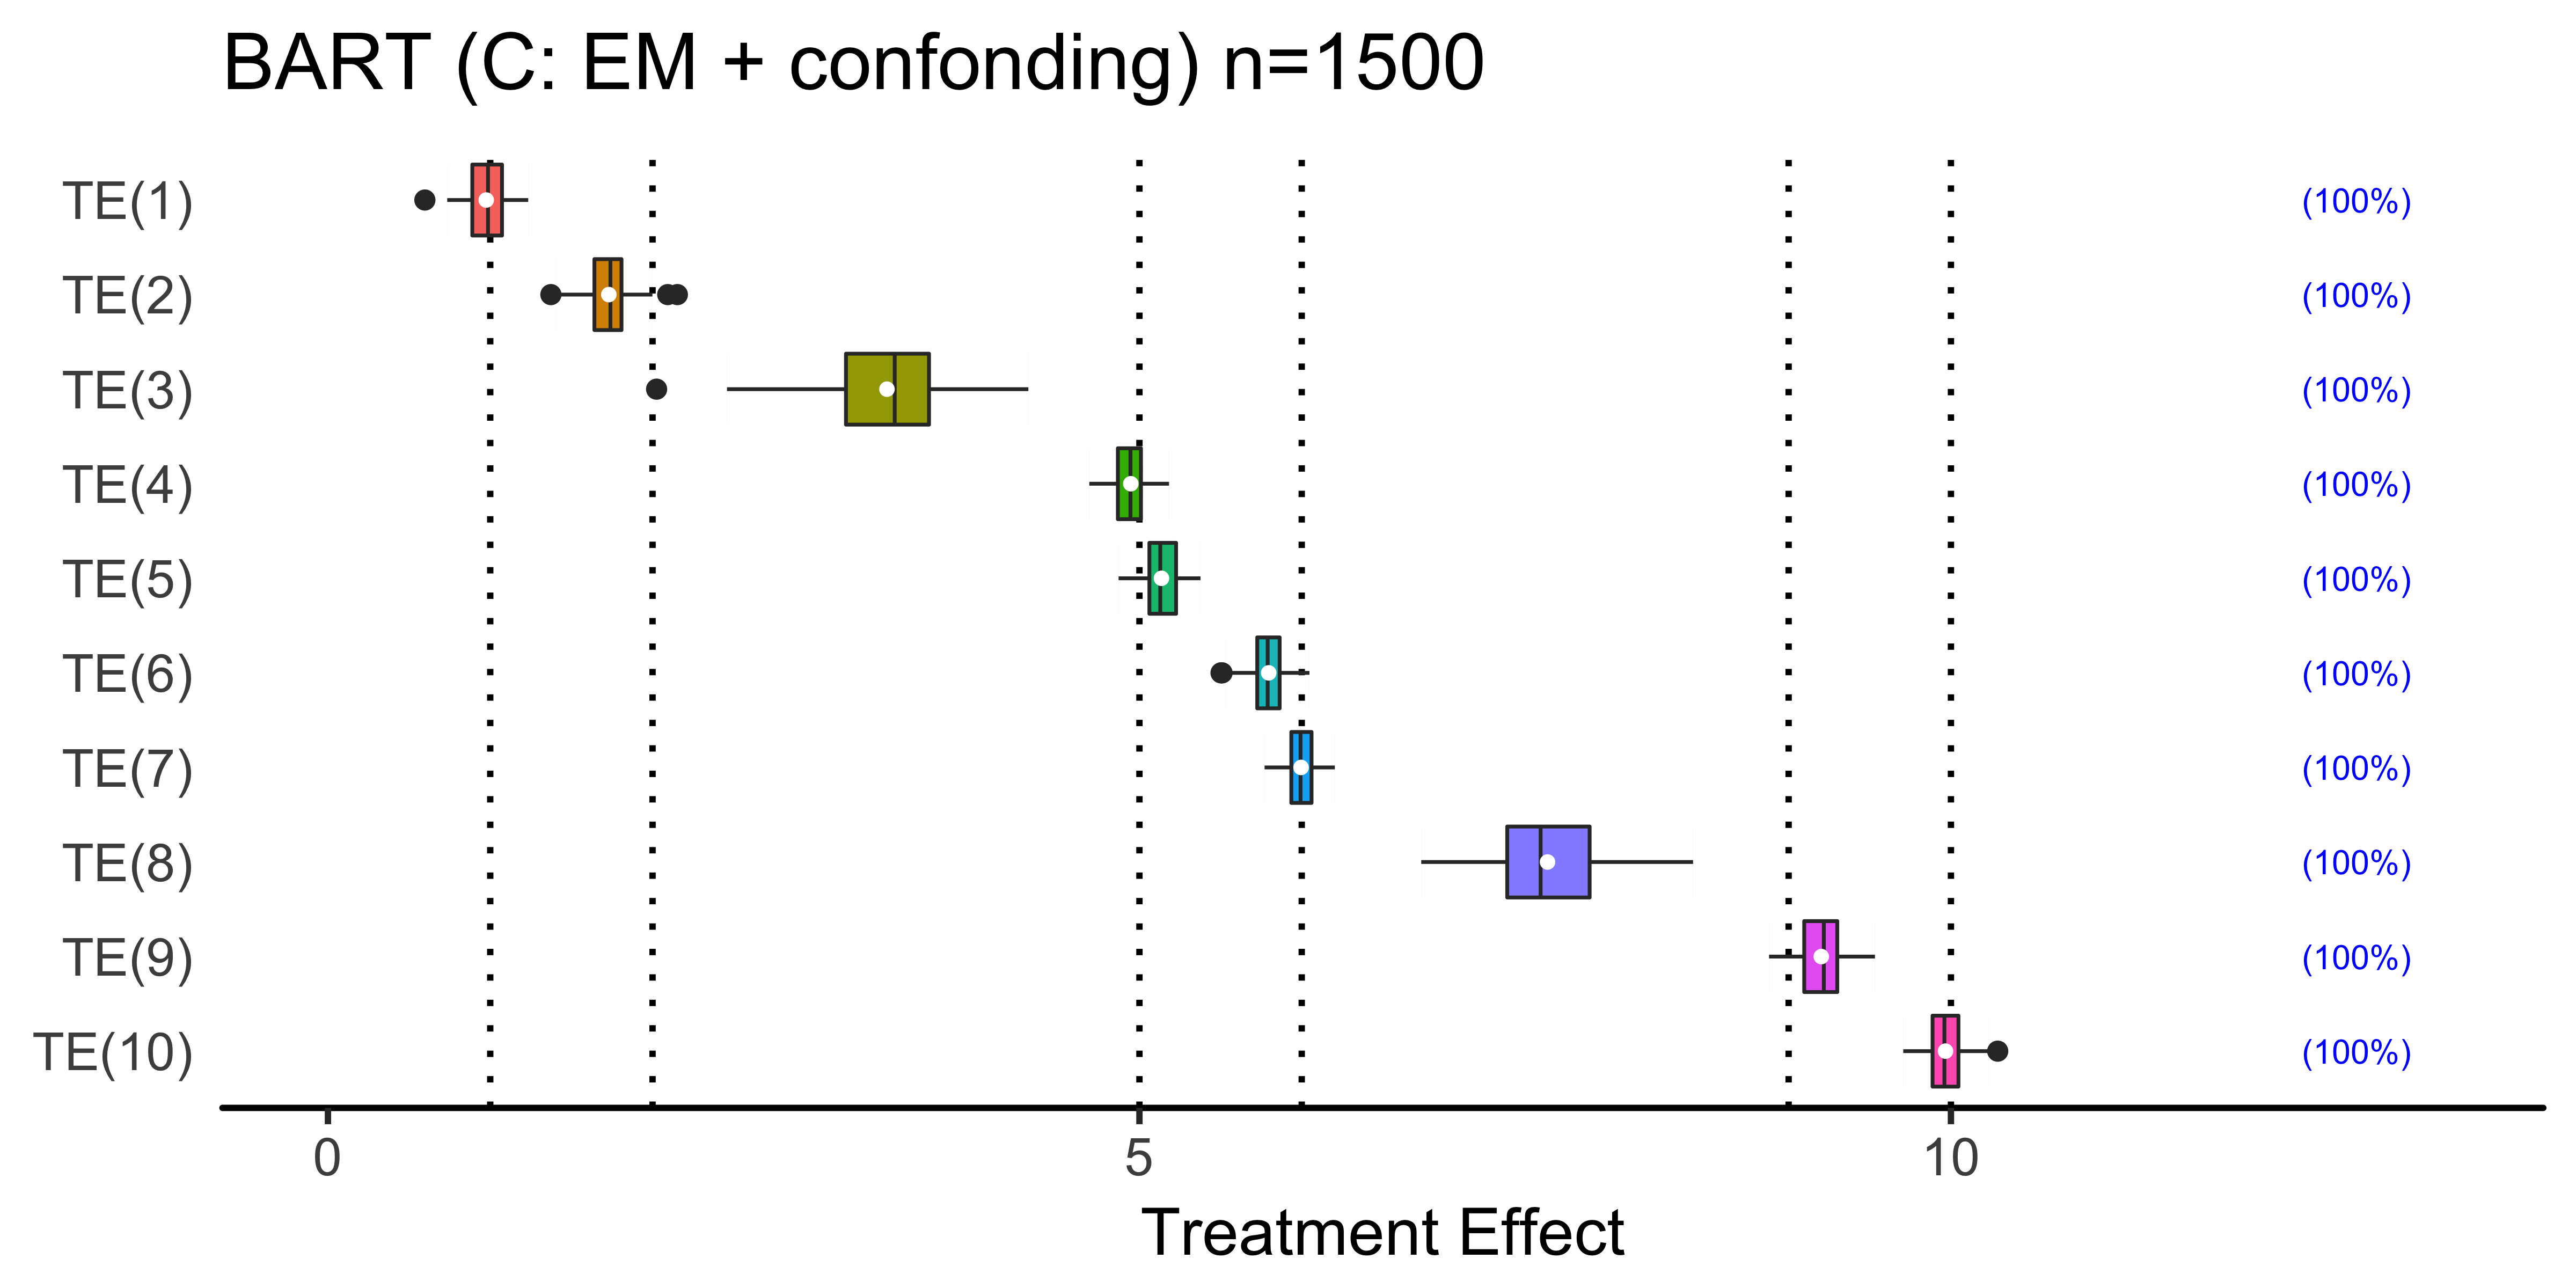 BART (C: EM + confonding) n=1500
TE(1) (100%)
TE(2) (100%)
TE(3) (100%)
TE(4) (100%)
TE(5) (100%)
TE(6) (100%)
TE(7) (100%)
TE(8) (100%)
TE(9) (100%)
TE(10) (100%)
0 5 10
Treatment Effect